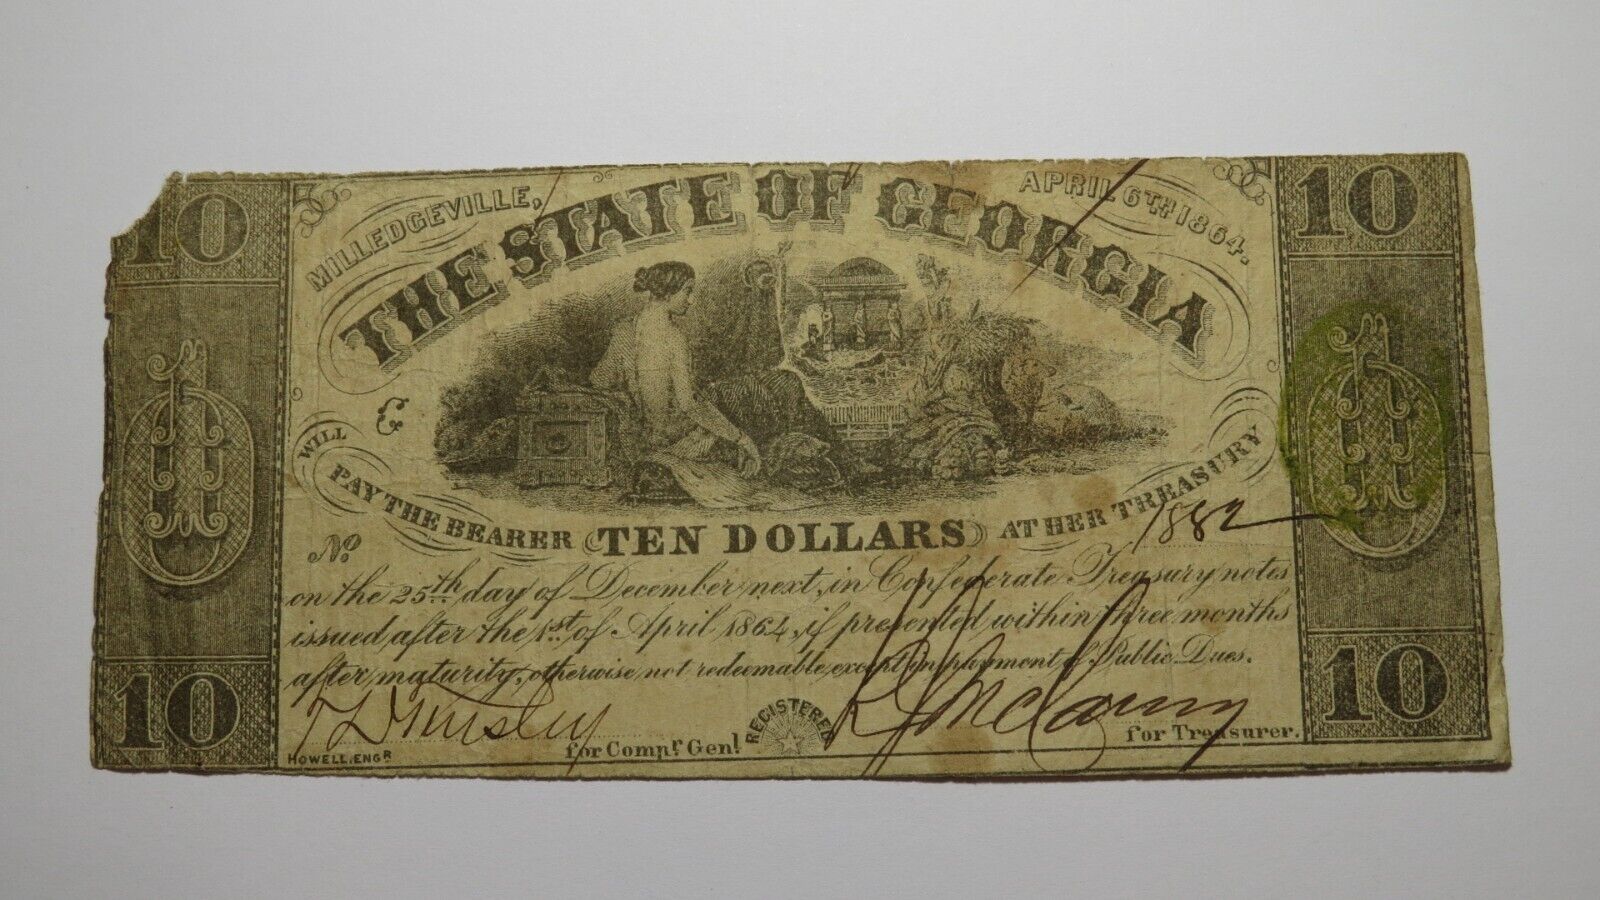 10
MILLEDGEVILLE,
APRIL 6TH 1864.
10
THE STATE OF GEORGIA
C
WILL
PAY THE BEARER TEN DOLLARS AT HER TREASURY
No 1882
on the 25th day of December next, in Confederate Treasury notes
issued after the 1st of April 1864, if presented within three months
after maturity, otherwise not redeemable except in payment of Public Dues.
10
for Compr. Genl.
REGISTERED
for Treasurer.
10
HOWELL, ENGR